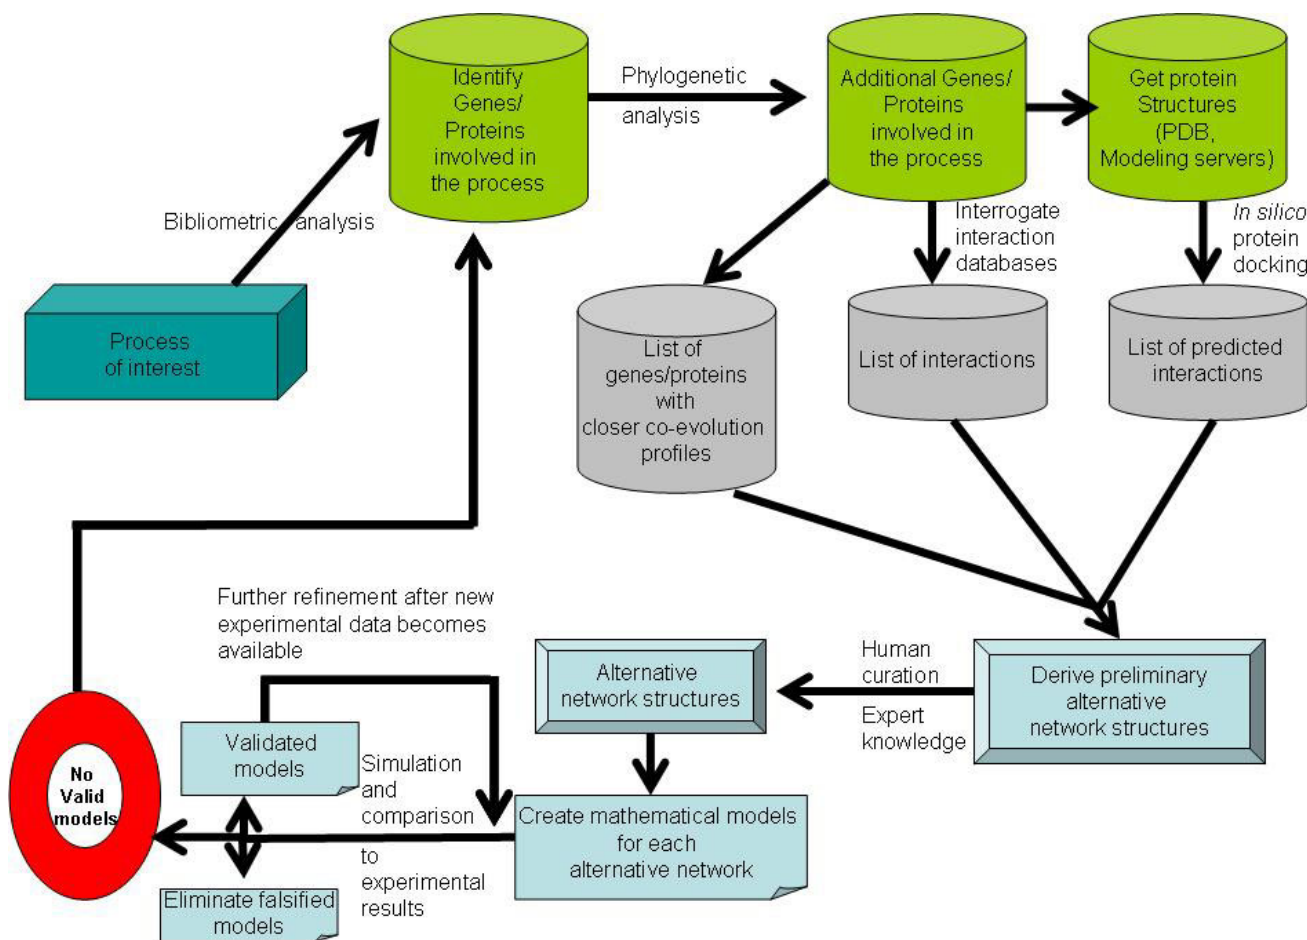 Identify
Genes/
Proteins
involved in
the process
Phylogenetic
analysis
Additional Genes/
Proteins
involved in
the process
Get protein
Structures
(PDB,
Modeling servers)
Bibliometric analysis
Interrogate
interaction
databases
In silico
protein
docking
Process
of interest
List of
genes/proteins
with
closer co-evolution
profiles
List of interactions
List of predicted
interactions
Further refinement after new
experimental data becomes
available
Alternative
network structures
Human
curation
Expert
knowledge
Derive preliminary
alternative
network structures
No
Valid
models
Validated
models
Simulation
and
comparison
to
experimental
results
Create mathematical models
for each
alternative network
Eliminate falsified
models